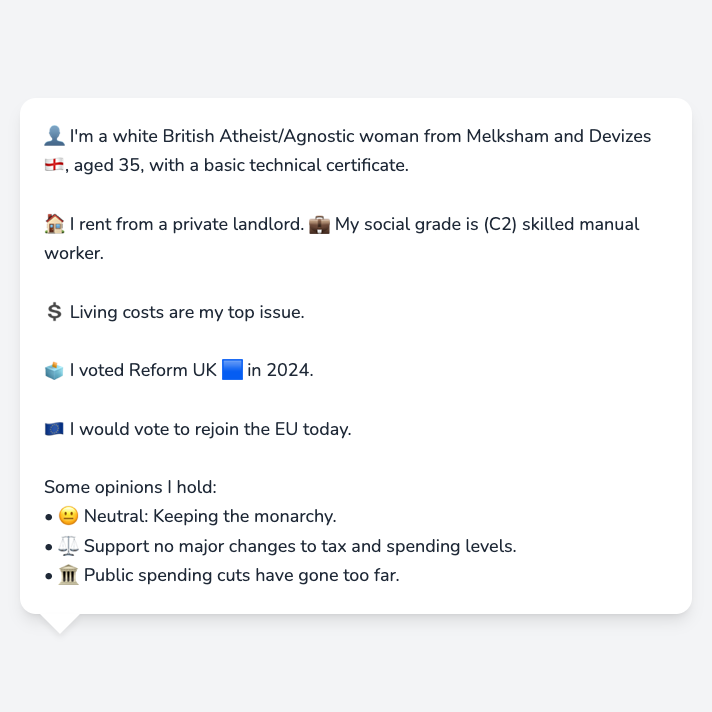 👤 I'm a white British Atheist/Agnostic woman from Melksham and Devizes
🏴󠁧󠁢󠁥󠁮󠁧󠁿, aged 35, with a basic technical certificate.
🏠 I rent from a private landlord. 💼 My social grade is (C2) skilled manual
worker.
💲 Living costs are my top issue.
🗳️ I voted Reform UK 🟦 in 2024.
🇪🇺 I would vote to rejoin the EU today.
Some opinions I hold:
• 😐 Neutral: Keeping the monarchy.
• ⚖️ Support no major changes to tax and spending levels.
• 🏛️ Public spending cuts have gone too far.